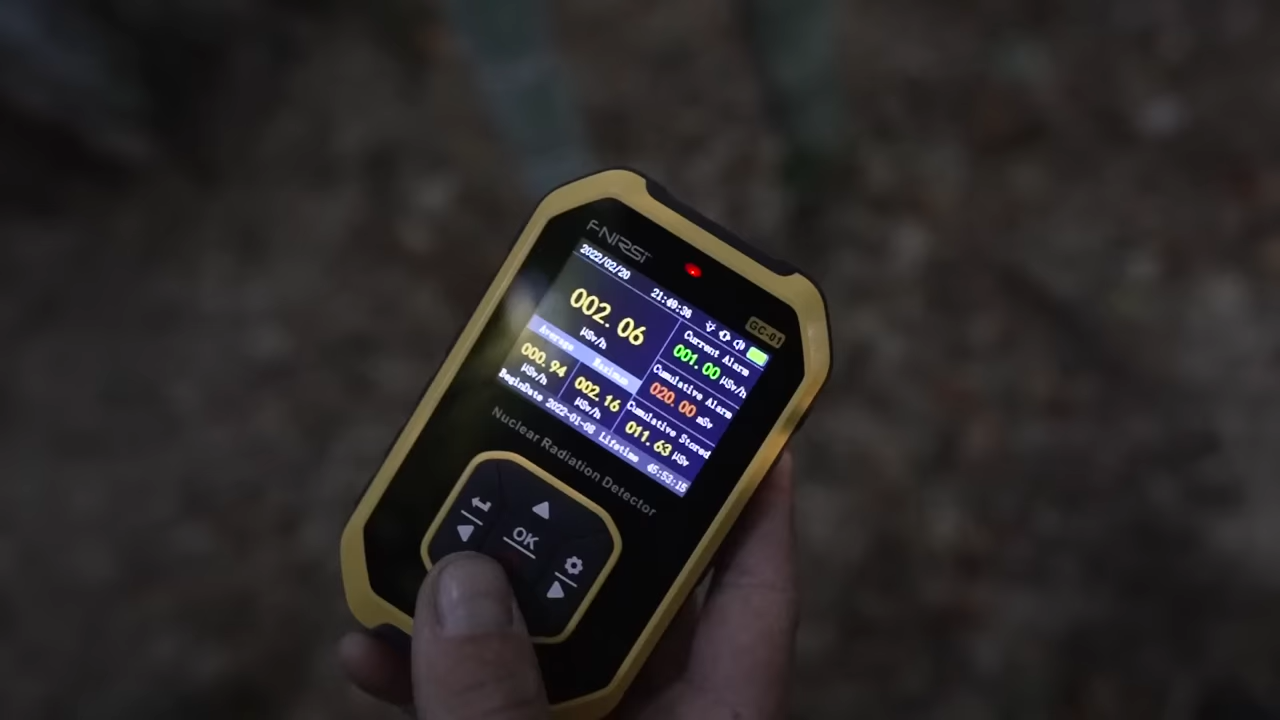 FNIRSI
2022/02/20 21:49:36
GC-01
002.06
μSv/h
Average
000.94
μSv/h
Maximum
002.16
μSv/h
Current Alarm
001.00 μSv/h
Cumulative Alarm
020.00 mSv
Cumulative Stored
011.63 μSv
BeginDate 2022-01-08 Lifetime 45:53:15
Nuclear Radiation Detector
OK